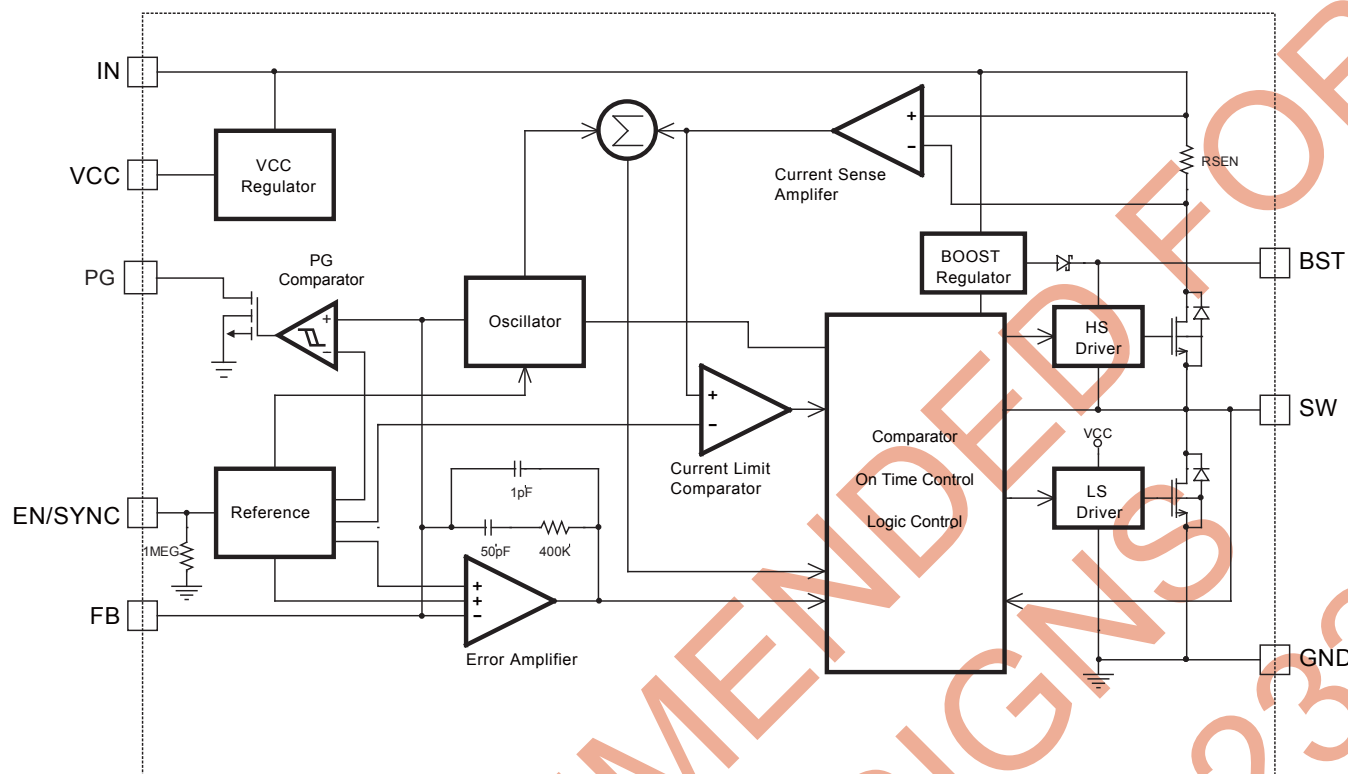 IN
VCC
Regulator
VCC
Current Sense
Amplifer
+
−
RSEN
PG
PG
Comparator
+
−
Oscillator
BOOST
Regulator
BST
HS
Driver
+
−
Current Limit
Comparator
Comparator
On Time Control
Logic Control
SW
VCC
LS
Driver
EN/SYNC
1MEG
Reference
1pF
50pF
400K
FB
+
+
−
Error Amplifier
GND
MENDED FOR
SIGNS